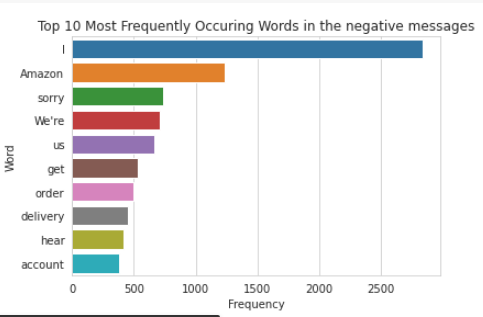 Top 10 Most Frequently Occuring Words in the negative messages
Word
I
Amazon
sorry
We're
us
get
order
delivery
hear
account
0 500 1000 1500 2000 2500
Frequency